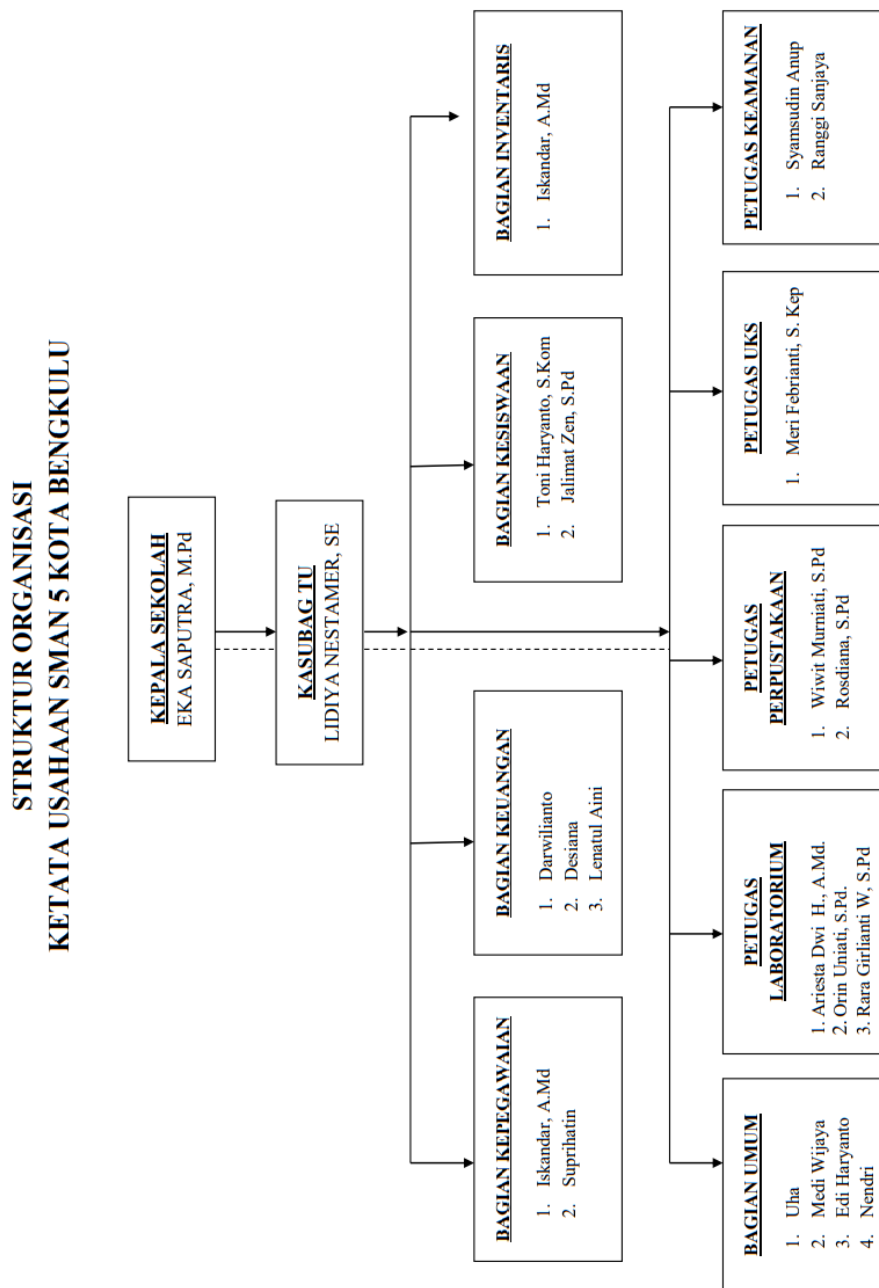 STRUKTUR ORGANISASI
KETATA USAHAAN SMAN 5 KOTA BENGKULU
KEPALA SEKOLAH
EKA SAPUTRA, M.Pd
KASUBAG TU
LIDIYA NESTAMER, SE
BAGIAN KEPEGAWAIAN
1. Iskandar, A.Md
2. Suprihatin
BAGIAN KEUANGAN
1. Darwilianto
2. Desiana
3. Lenatul Aini
BAGIAN KESISWAAN
1. Toni Haryanto, S.Kom
2. Jalimat Zen, S.Pd
BAGIAN INVENTARIS
1. Iskandar, A.Md
BAGIAN UMUM
1. Uha
2. Medi Wijaya
3. Edi Haryanto
4. Nendri
PETUGAS
LABORATORIUM
1. Ariesta Dwi H., A.Md.
2. Orin Uniati, S.Pd.
3. Rara Girlianti W, S.Pd
PETUGAS
PERPUSTAKAAN
1. Wiwit Murniati, S.Pd
2. Rosdiana, S.Pd
PETUGAS UKS
1. Meri Febrianti, S. Kep
PETUGAS KEAMANAN
1. Syamsudin Anup
2. Ranggi Sanjaya